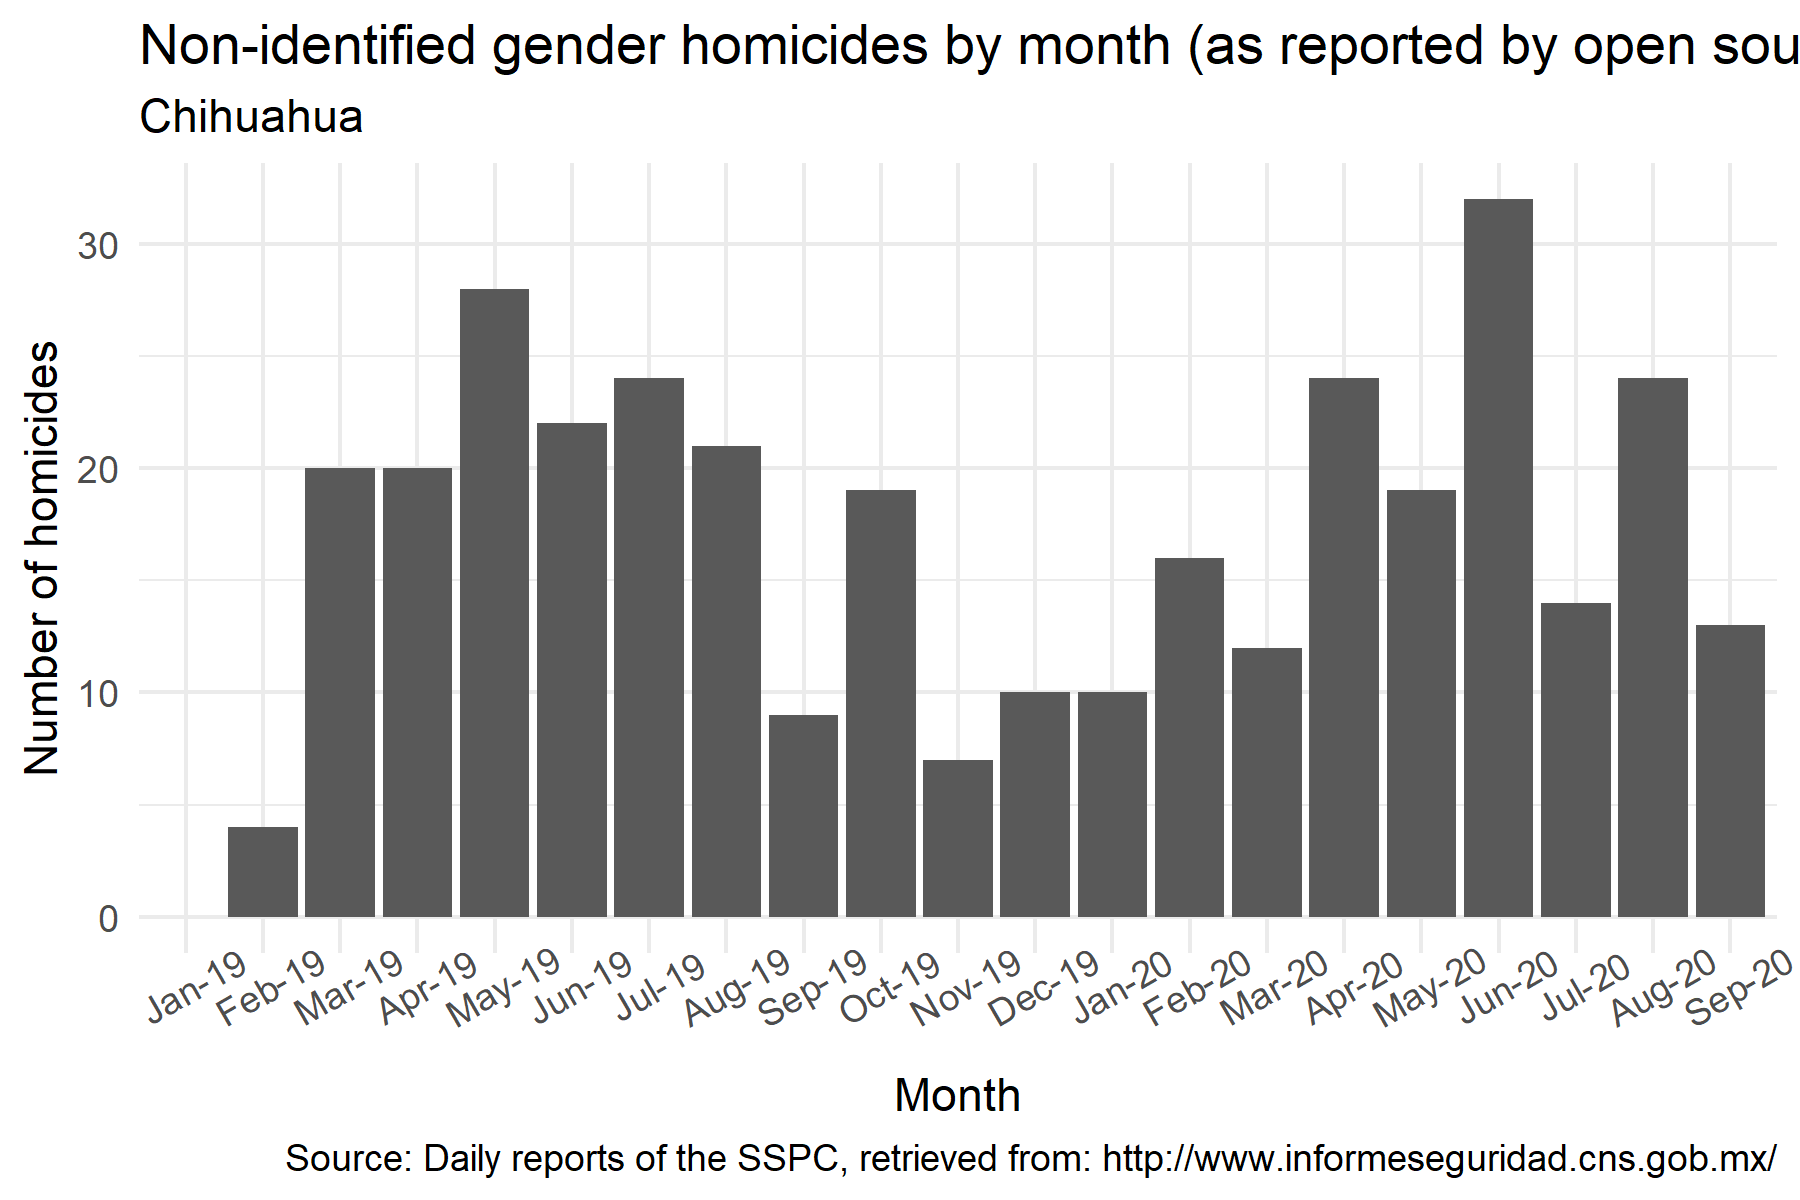 Non-identified gender homicides by month (as reported by open sou
Chihuahua
Number of homicides
30
20
10
0
Jan-19
Feb-19
Mar-19
Apr-19
May-19
Jun-19
Jul-19
Aug-19
Sep-19
Oct-19
Nov-19
Dec-19
Jan-20
Feb-20
Mar-20
Apr-20
May-20
Jun-20
Jul-20
Aug-20
Sep-20
Month
Source: Daily reports of the SSPC, retrieved from: http://www.informeseguridad.cns.gob.mx/